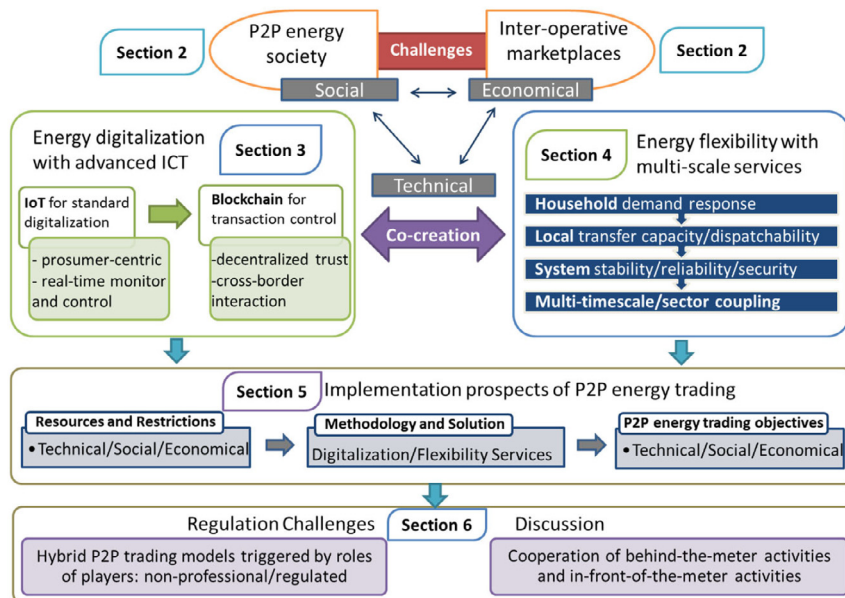 Section 2
P2P energy
society
Challenges
Inter-operative
marketplaces
Section 2
Social
Economical
Energy digitalization
with advanced ICT
Section 3
Technical
Section 4
Energy flexibility with
multi-scale services
IoT for standard
digitalization
Blockchain for
transaction control
- prosumer-centric
- real-time monitor
and control
-decentralized trust
-cross-border
interaction
Co-creation
Household demand response
Local transfer capacity/dispatchability
System stability/reliability/security
Multi-timescale/sector coupling
Section 5
Implementation prospects of P2P energy trading
Resources and Restrictions
• Technical/Social/Economical
Methodology and Solution
Digitalization/Flexibility Services
P2P energy trading objectives
• Technical/Social/Economical
Regulation Challenges
Section 6
Discussion
Hybrid P2P trading models triggered by roles
of players: non-professional/regulated
Cooperation of behind-the-meter activities
and in-front-of-the-meter activities